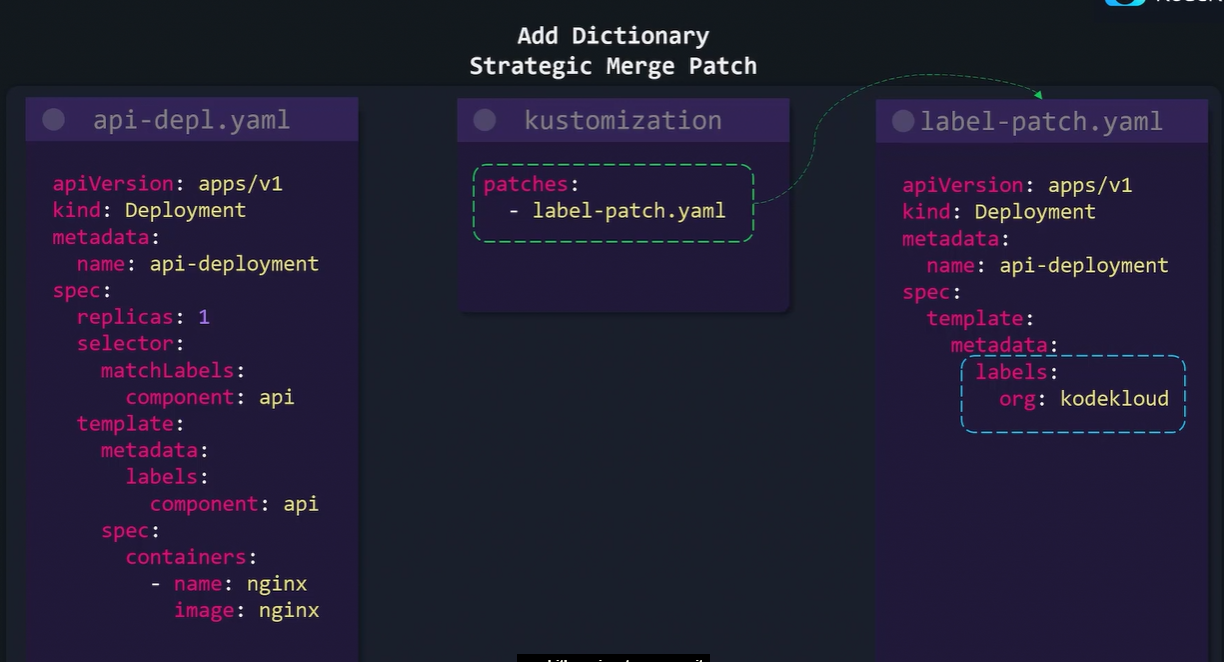 Add Dictionary
Strategic Merge Patch
api-depl.yaml
apiVersion: apps/v1
kind: Deployment
metadata:
  name: api-deployment
spec:
  replicas: 1
  selector:
    matchLabels:
      component: api
  template:
    metadata:
      labels:
        component: api
    spec:
      containers:
        - name: nginx
          image: nginx
kustomization
patches:
  - label-patch.yaml
label-patch.yaml
apiVersion: apps/v1
kind: Deployment
metadata:
  name: api-deployment
spec:
  template:
    metadata:
      labels:
        org: kodekloud